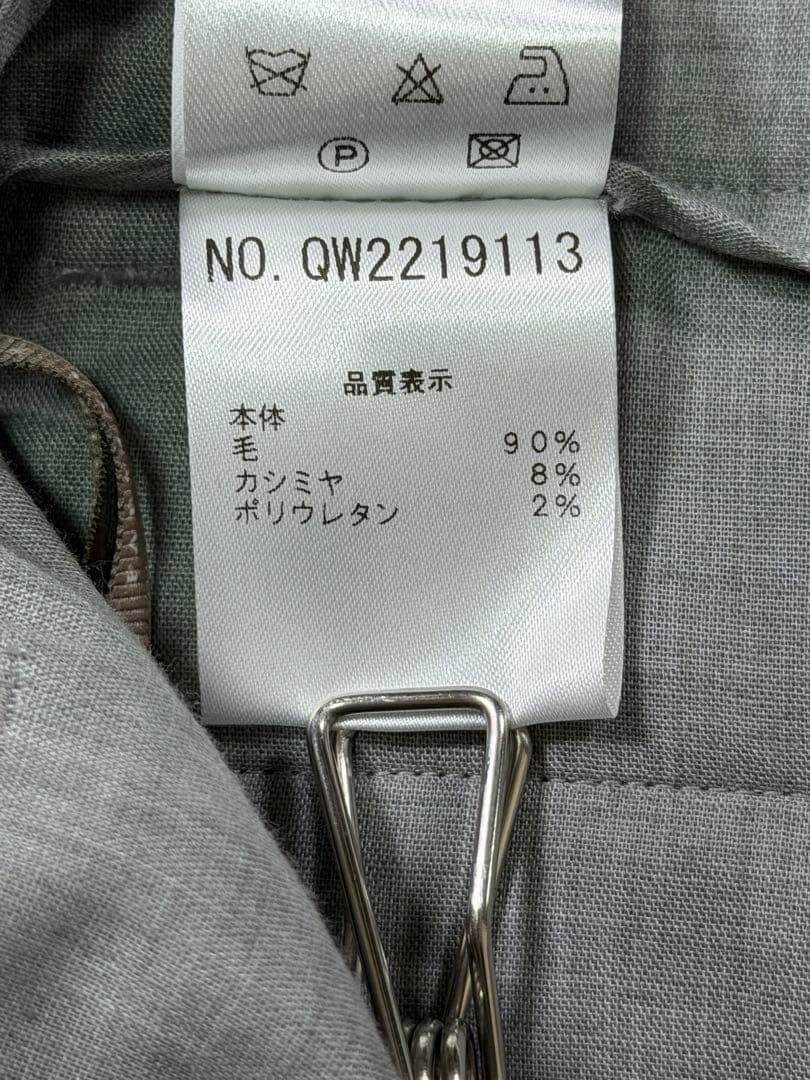 P
NO. QW2219113
品質表示
本体
毛 90%
カシミヤ 8%
ポリウレタン 2%